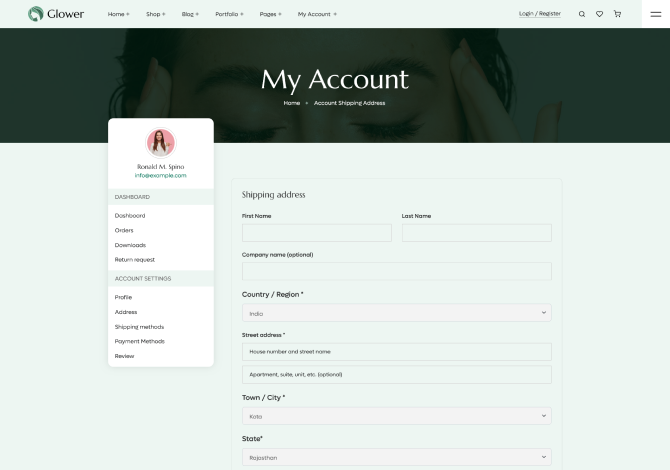 Glower
Home + Shop + Blog + Portfolio + Pages + My Account + Login / Register
My Account
Home + Account Shipping Address
Ronald M. Spino
info@example.com
DASHBOARD
Dashboard
Orders
Downloads
Return request
ACCOUNT SETTINGS
Profile
Address
Shipping methods
Payment Methods
Review
Shipping address
First Name Last Name
Company name (optional)
Country / Region *
India
Street address *
House number and street name
Apartment, suite, unit, etc. (optional)
Town / City *
Kota
State*
Rajasthan